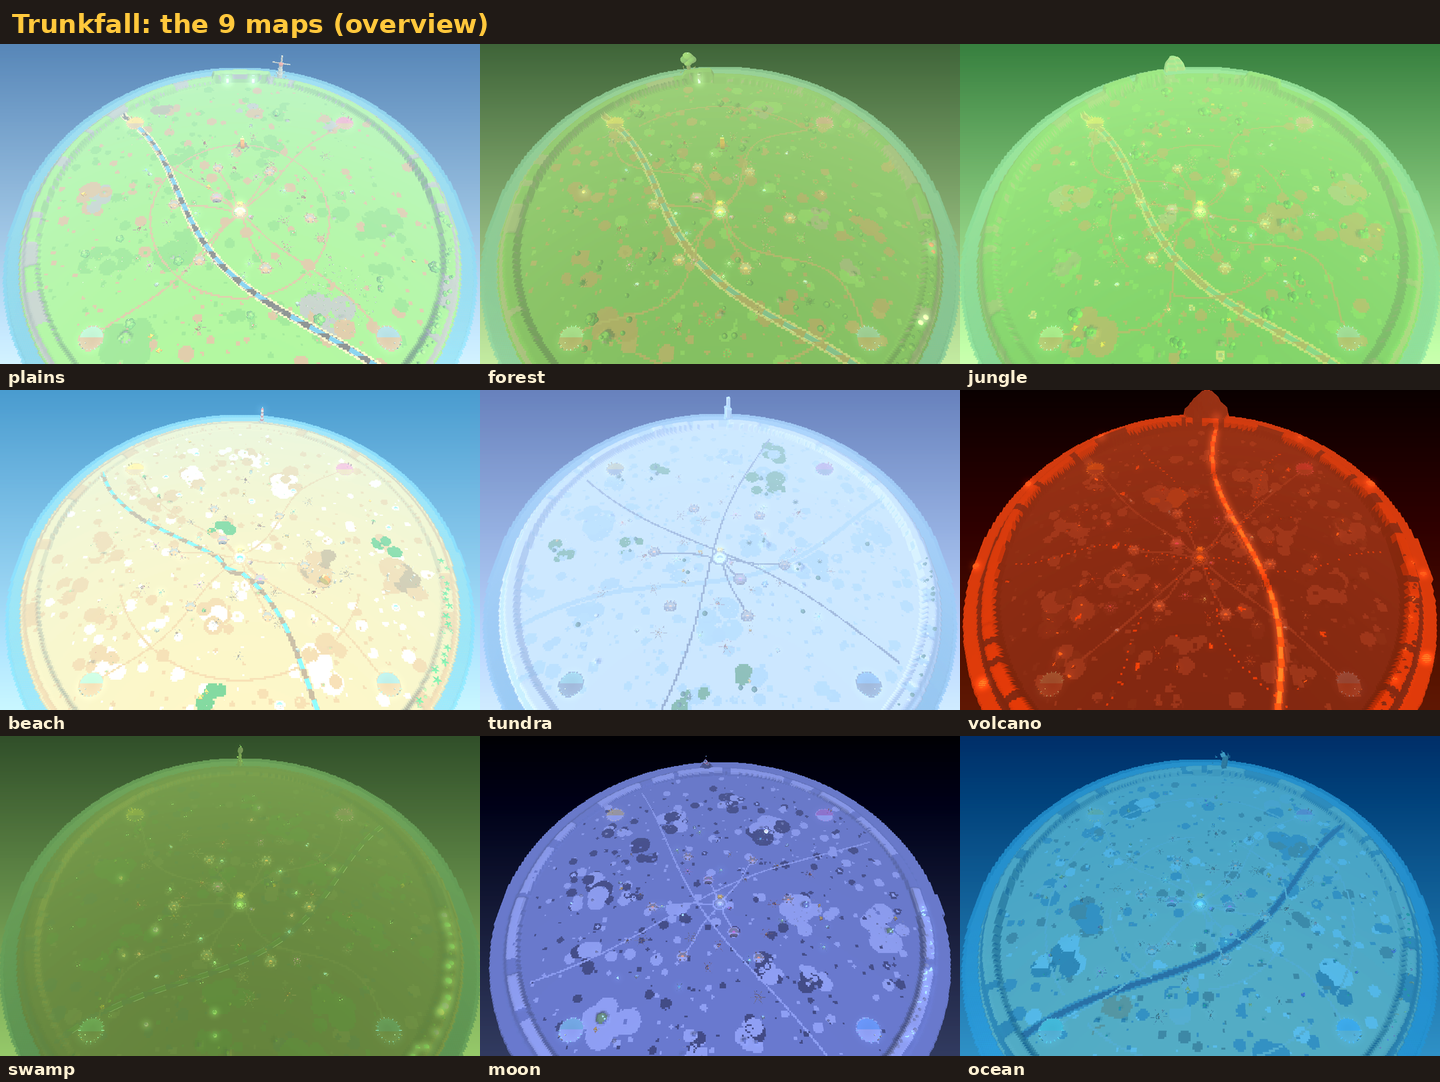 Trunkfall: the 9 maps (overview)
plains
forest
jungle
beach
tundra
volcano
swamp
moon
ocean